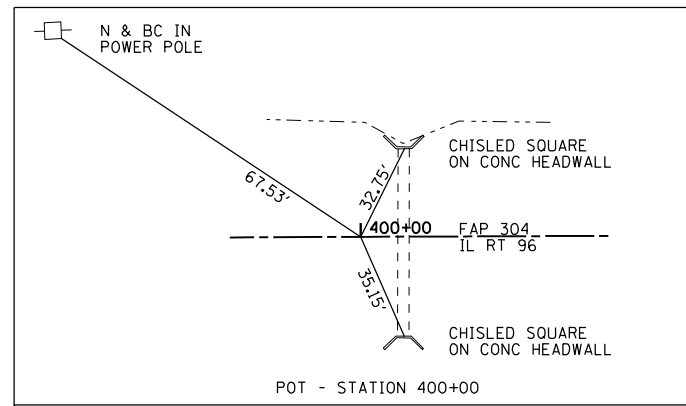 N & BC IN
POWER POLE
CHISLED SQUARE
ON CONC HEADWALL
67.53'
32.75'
400+00
FAP 304
IL RT 96
35.15'
CHISLED SQUARE
ON CONC HEADWALL
POT - STATION 400+00